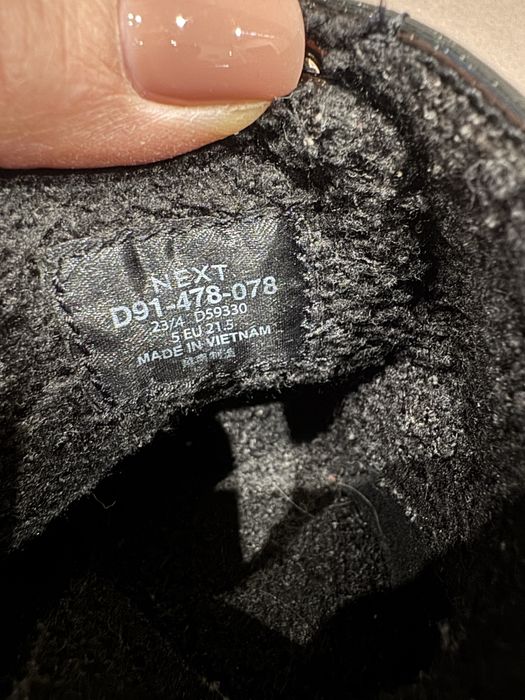 NEXT
D91-478-078
23/4 D59330
5 EU 21.5
MADE IN VIETNAM